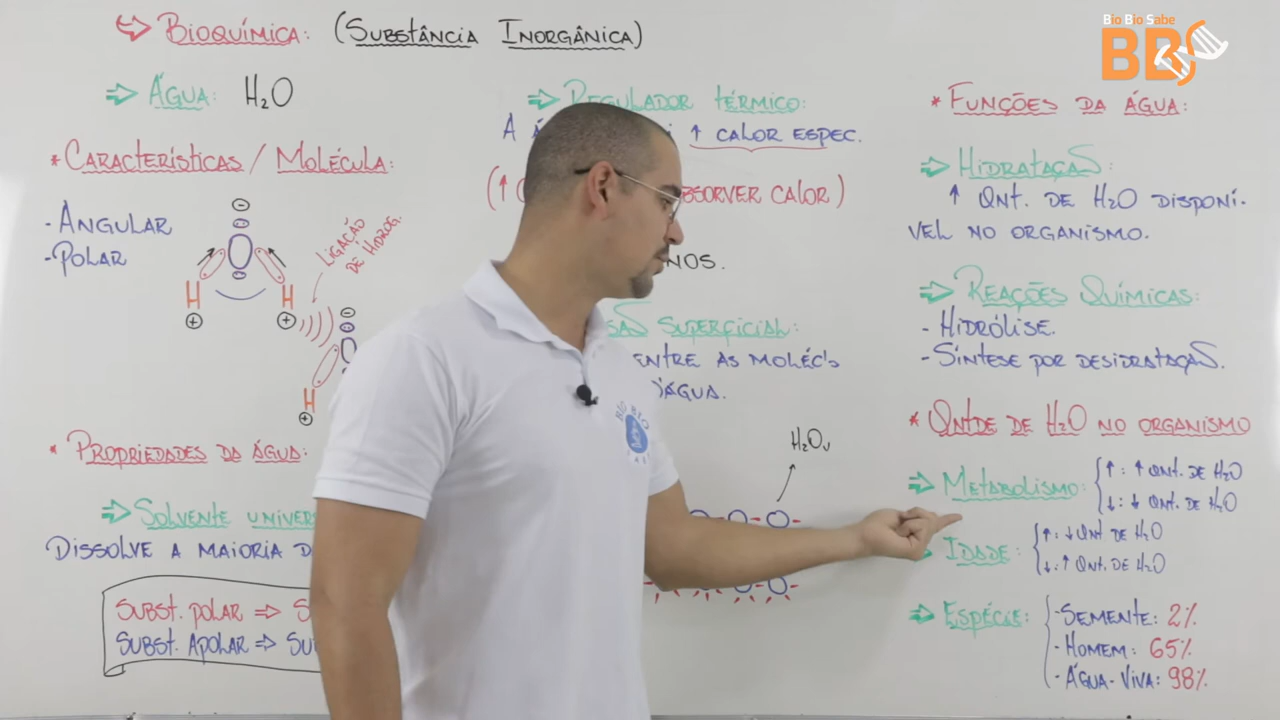 Bio Bio Sabe
BBS
BIOQUÍMICA: (SUBSTÂNCIA INORGÂNICA)
ÁGUA: H₂O
* CARACTERÍSTICAS / MOLÉCULA:
- ANGULAR
- POLAR
LIGAÇÃO
DE HIDROG.
H
H
H
* PROPRIEDADES DA ÁGUA:
SOLVENTE
DISSOLVE A MAIORIA
SUBST. POLAR ⇒
SUBST. APOLAR ⇒
REGULADOR TÉRMICO:
A ↑ CALOR ESPEC.
(↑ ABSORVER CALOR)
SUPERFICIAL:
ENTRE AS MOLÉC's
D'ÁGUA.
H₂Ov
BIO BIO
* FUNÇÕES DA ÁGUA:
HIDRATAÇÃO:
↑ QNT. DE H₂O DISPONÍ-
VEL NO ORGANISMO.
REAÇÕES QUÍMICAS:
- HIDRÓLISE.
- SÍNTESE POR DESIDRATAÇÃO.
* QNTDE DE H₂O NO ORGANISMO
METABOLISMO: ↑: ↑ QNT. DE H₂O
↓: ↓ QNT. DE H₂O
IDADE: ↑: ↓ QNT DE H₂O
↓: ↑ QNT. DE H₂O
ESPÉCIE: - SEMENTE: 2%
- HOMEM: 65%
- ÁGUA-VIVA: 98%